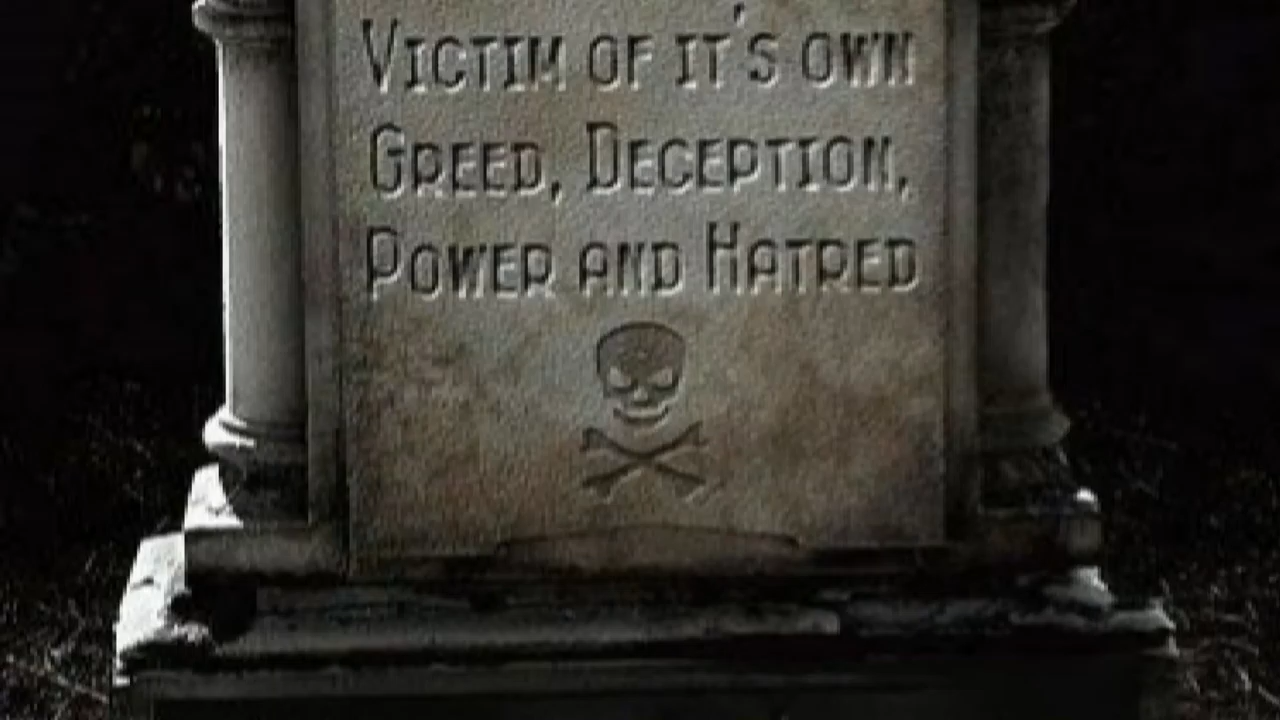 Victim of it's own
Greed, Deception,
Power and Hatred